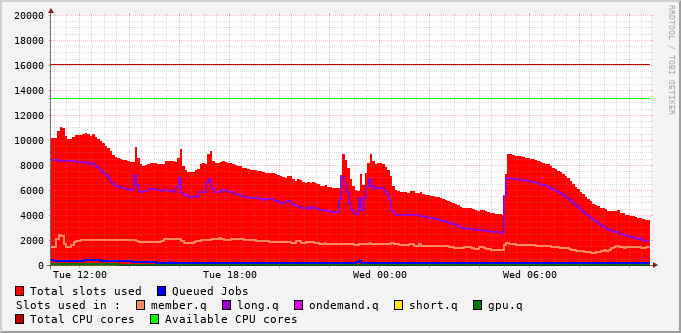 20000
18000
16000
14000
12000
10000
8000
6000
4000
2000
0
Tue 12:00 Tue 18:00 Wed 00:00 Wed 06:00
RRDTOOL / TOBI OETIKER
Total slots used Queued Jobs
Slots used in : member.q long.q ondemand.q short.q gpu.q
Total CPU cores Available CPU cores